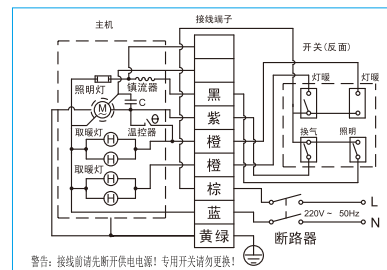 主机
接线端子
开关(反面)
灯暖
灯暖
照明灯
镇流器
M
C
黑
紫
橙
橙
棕
蓝
黄绿
换气
照明
取暖灯
温控器
θ
H
H
取暖灯
H
H
L
220V ~ 50Hz
N
断路器
警告: 接线前请先断开供电电源! 专用开关请勿更换!